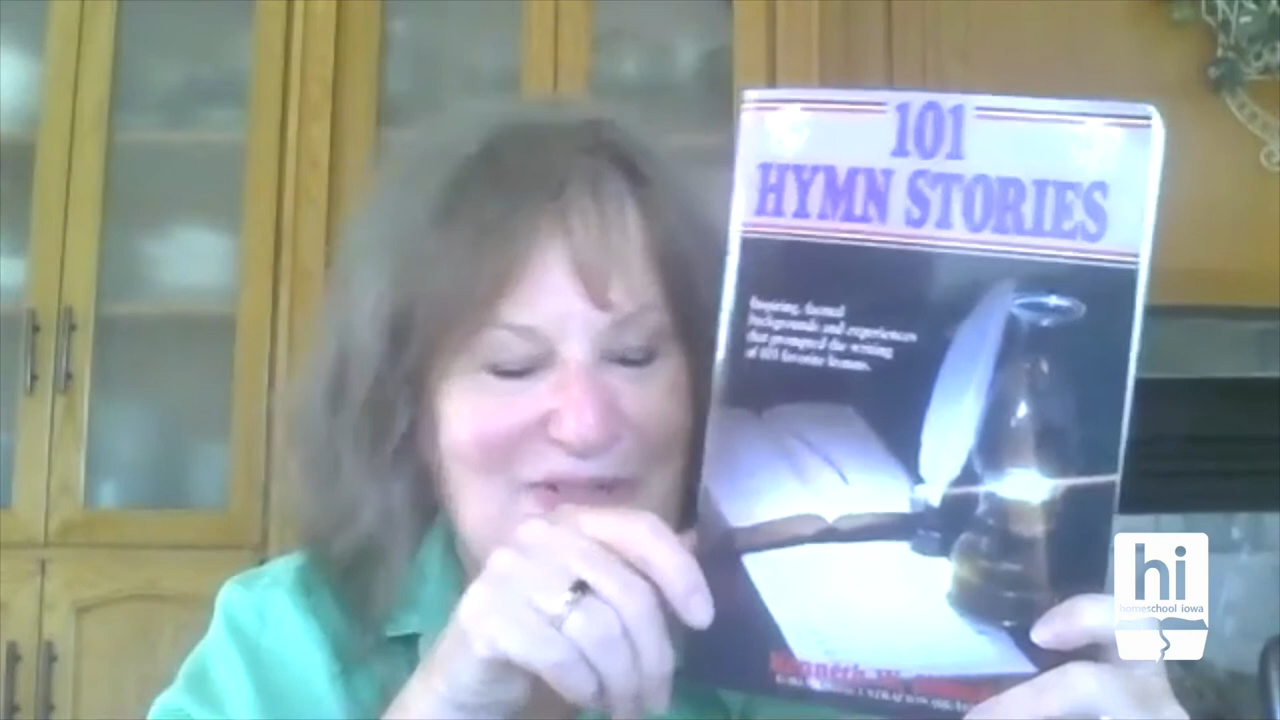 101
HYMN STORIES
Inspiring, factual
backgrounds and experiences
that prompted the writing
of 101 favorite hymns.
Kenneth W.
hi
homeschool iowa